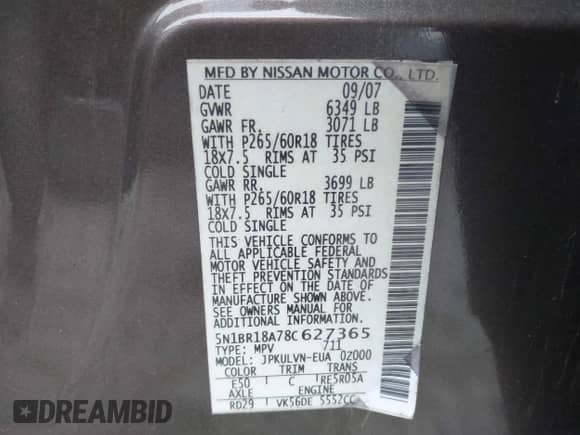 MFD BY NISSAN MOTOR CO., LTD.
DATE 09/07
GVWR 6349 LB
GAWR FR. 3071 LB
WITH P265/60R18 TIRES
18X7.5 RIMS AT 35 PSI
COLD SINGLE
GAWR RR. 3699 LB
WITH P265/60R18 TIRES
18X7.5 RIMS AT 35 PSI
COLD SINGLE
THIS VEHICLE CONFORMS TO
ALL APPLICABLE FEDERAL
MOTOR VEHICLE SAFETY AND
THEFT PREVENTION STANDARDS
IN EFFECT ON THE DATE OF
MANUFACTURE SHOWN ABOVE.
SEE OWNERS MANUAL FOR
ADDITIONAL INFORMATION.
5N1BR18A78C627365
TYPE: MPV 711
MODEL: JPKULVN-EUA 02000
COLOR TRIM TRANS
E50 C RE5R05A
AXLE ENGINE
RD29 VK56DE 5552CC
DREAMBID